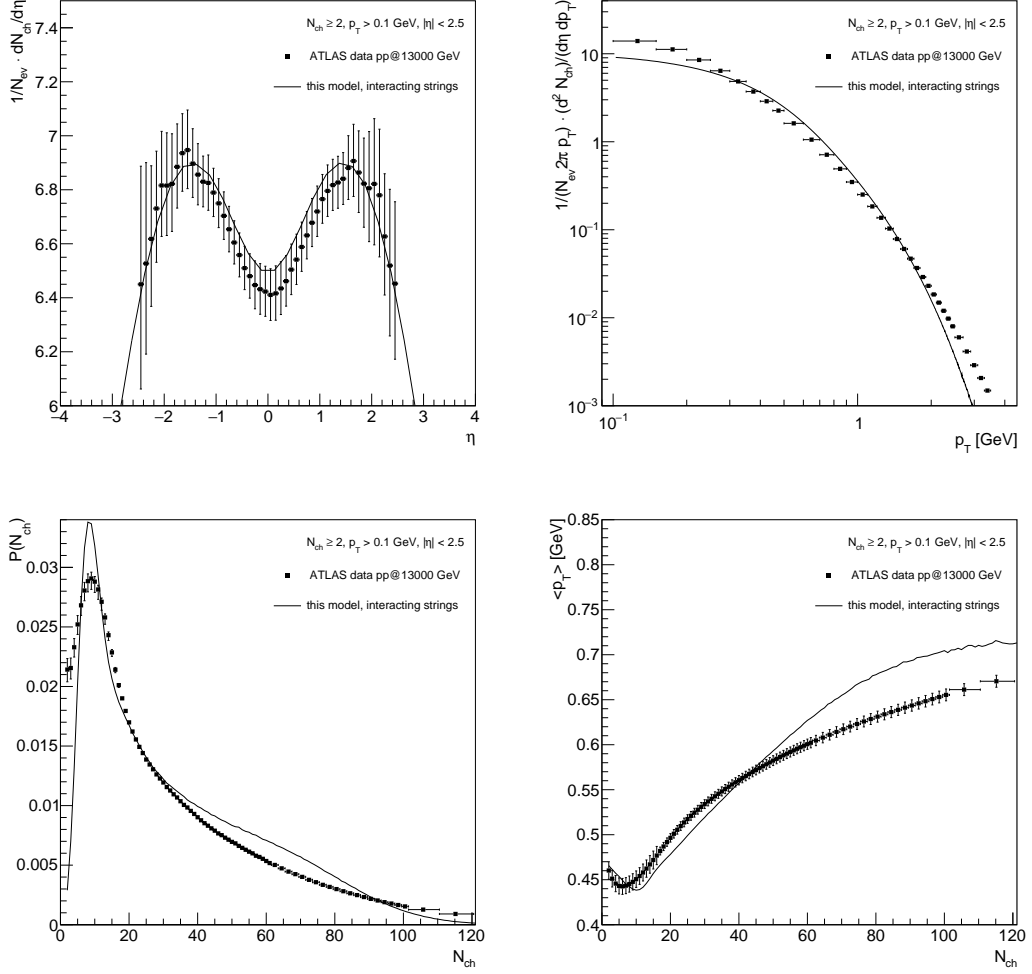 1/N_ev · dN_ch/dη
7.4
7.2
7
6.8
6.6
6.4
6.2
6
−4 −3 −2 −1 0 1 2 3 4
η
N_ch ≥ 2, p_T > 0.1 GeV, |η| < 2.5
ATLAS data pp@13000 GeV
this model, interacting strings
1/(N_ev 2π p_T) · (d² N_ch)/(dη dp_T)
10
1
10⁻¹
10⁻²
10⁻³
10⁻¹ 1
p_T [GeV]
N_ch ≥ 2, p_T > 0.1 GeV, |η| < 2.5
ATLAS data pp@13000 GeV
this model, interacting strings
P(N_ch)
0.03
0.025
0.02
0.015
0.01
0.005
0
0 20 40 60 80 100 120
N_ch
N_ch ≥ 2, p_T > 0.1 GeV, |η| < 2.5
ATLAS data pp@13000 GeV
this model, interacting strings
<p_T> [GeV]
0.85
0.8
0.75
0.7
0.65
0.6
0.55
0.5
0.45
0.4
0 20 40 60 80 100 120
N_ch
N_ch ≥ 2, p_T > 0.1 GeV, |η| < 2.5
ATLAS data pp@13000 GeV
this model, interacting strings